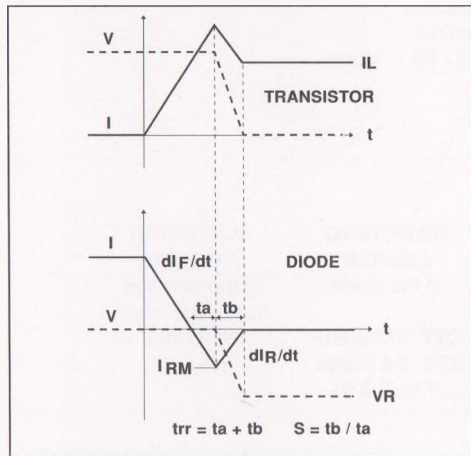 V
IL
TRANSISTOR
I
t
I
dIF/dt
DIODE
ta tb
V
t
dIR/dt
IRM
VR
trr = ta + tb S = tb / ta